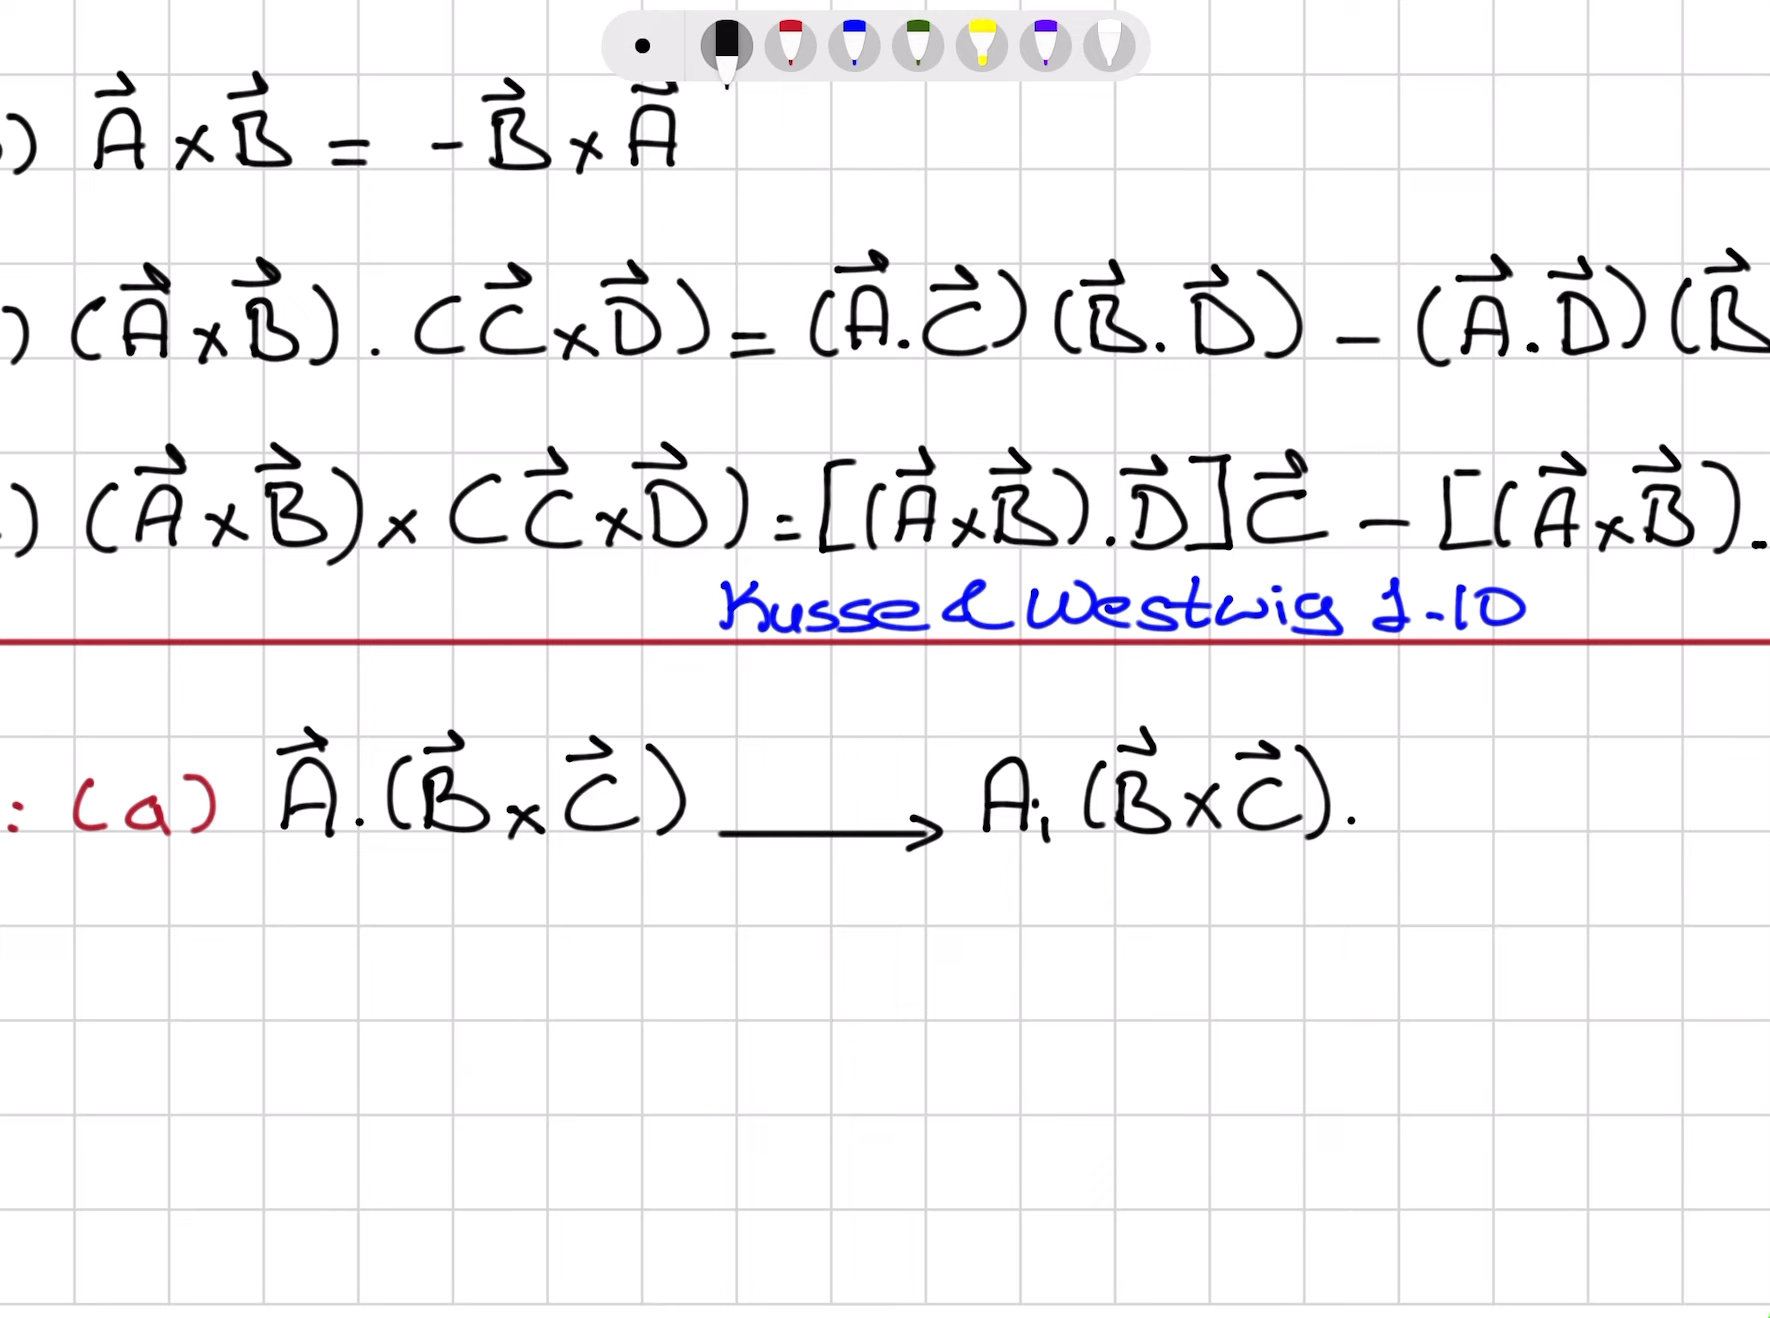 ) A⃗ × B⃗ = - B⃗ × A⃗
) (A⃗ × B⃗) . (C⃗ × D⃗) = (A⃗ . C⃗) (B⃗ . D⃗) - (A⃗ . D⃗) (B⃗
.) (A⃗ × B⃗) × (C⃗ × D⃗) = [(A⃗ × B⃗) . D⃗] C⃗ - [(A⃗ × B⃗) .
Kusse & Westwig 1-10
: (a) A⃗ . (B⃗ × C⃗) ⟶ Aᵢ (B⃗ × C⃗).